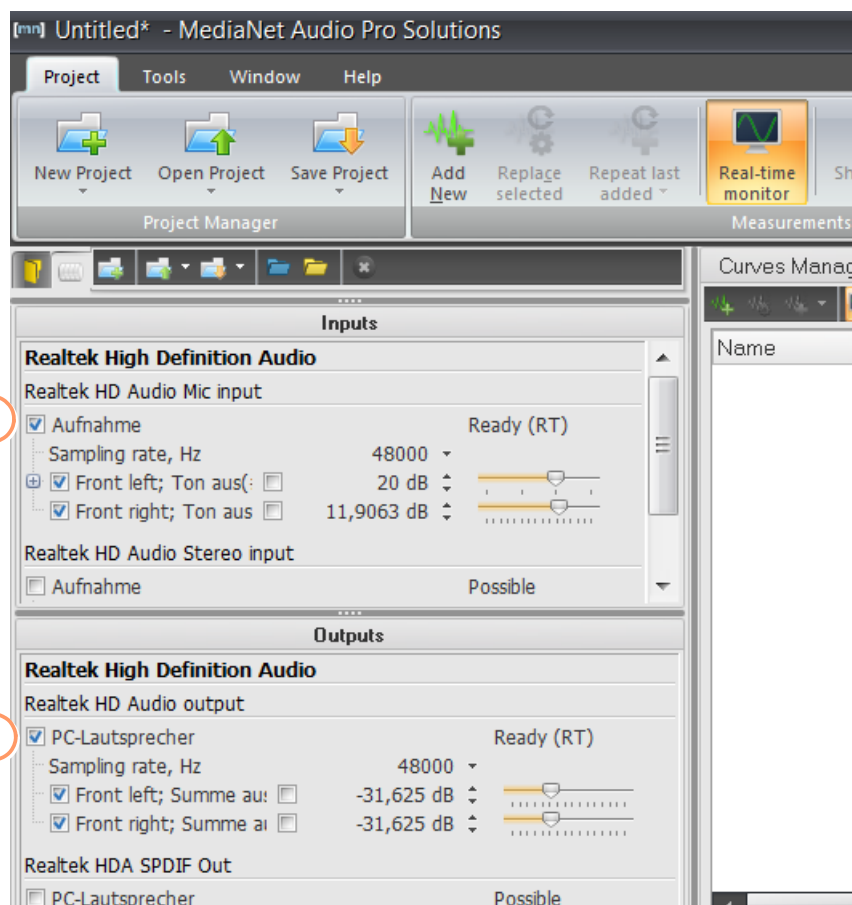 [mn] Untitled* - MediaNet Audio Pro Solutions
Project Tools Window Help
New Project Open Project Save Project Add New Replace selected Repeat last added Real-time monitor
Project Manager Measurements
Curves
Inputs
Name
Realtek High Definition Audio
Realtek HD Audio Mic input
Aufnahme Ready (RT)
Sampling rate, Hz 48000
Front left; Ton aus(: 20 dB
Front right; Ton aus 11,9063 dB
Realtek HD Audio Stereo input
Aufnahme Possible
Outputs
Realtek High Definition Audio
Realtek HD Audio output
PC-Lautsprecher Ready (RT)
Sampling rate, Hz 48000
Front left; Summe -31,625 dB
Front right; Summe -31,625 dB
Realtek HDA SPDIF Out
PC-Lautsprecher Possible